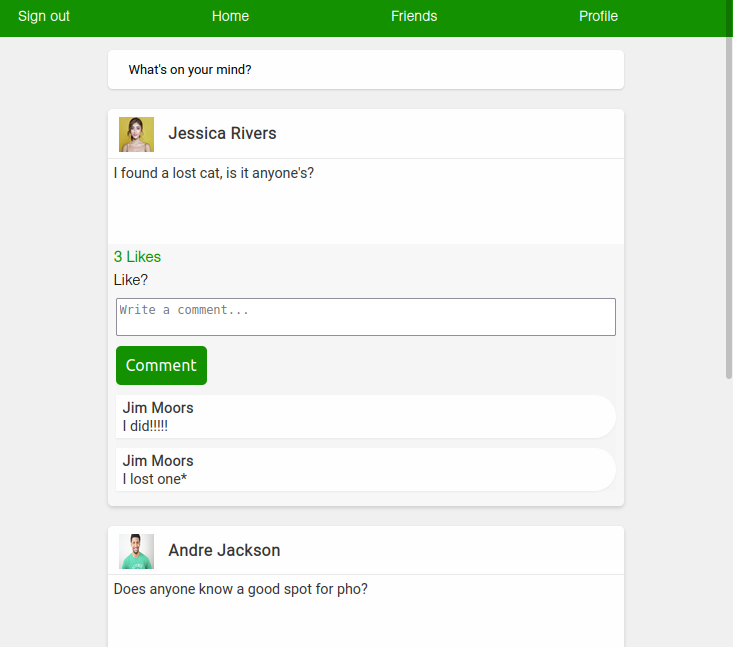 Sign out Home Friends Profile
What's on your mind?
Jessica Rivers
I found a lost cat, is it anyone's?
3 Likes
Like?
Write a comment...
Comment
Jim Moors
I did!!!!!
Jim Moors
I lost one*
Andre Jackson
Does anyone know a good spot for pho?